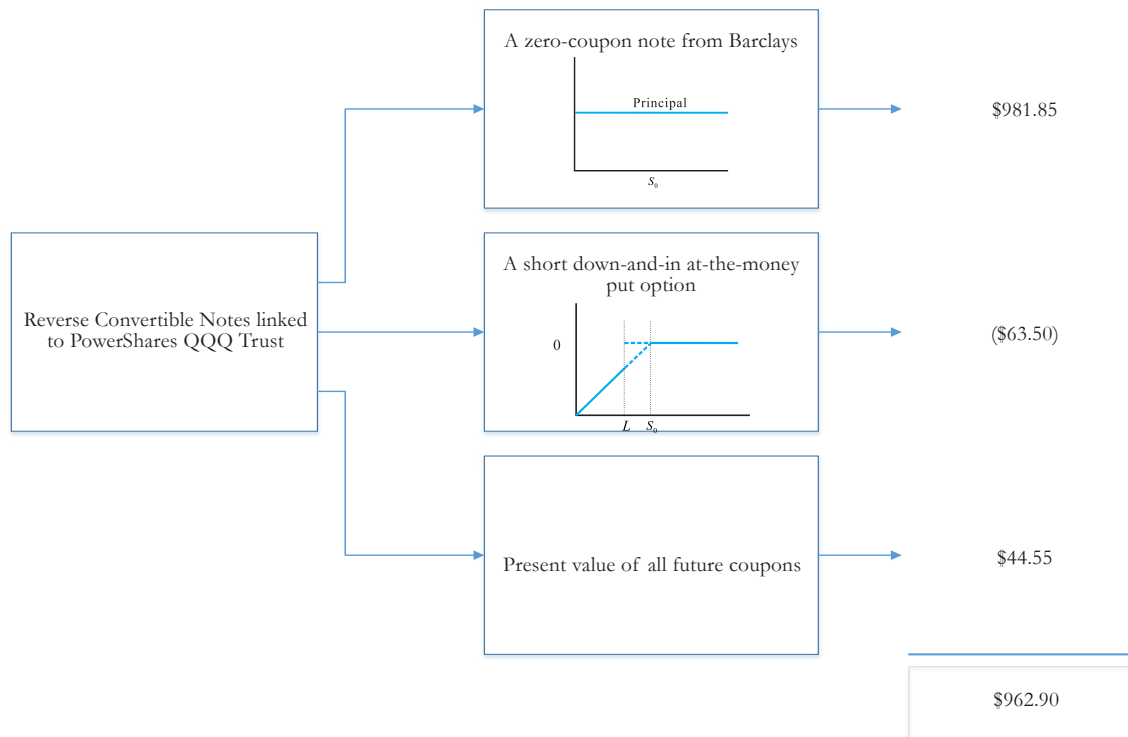 A zero-coupon note from Barclays
Principal
S₀
$981.85
Reverse Convertible Notes linked
to PowerShares QQQ Trust
A short down-and-in at-the-money
put option
0
L S₀
($63.50)
Present value of all future coupons
$44.55
$962.90